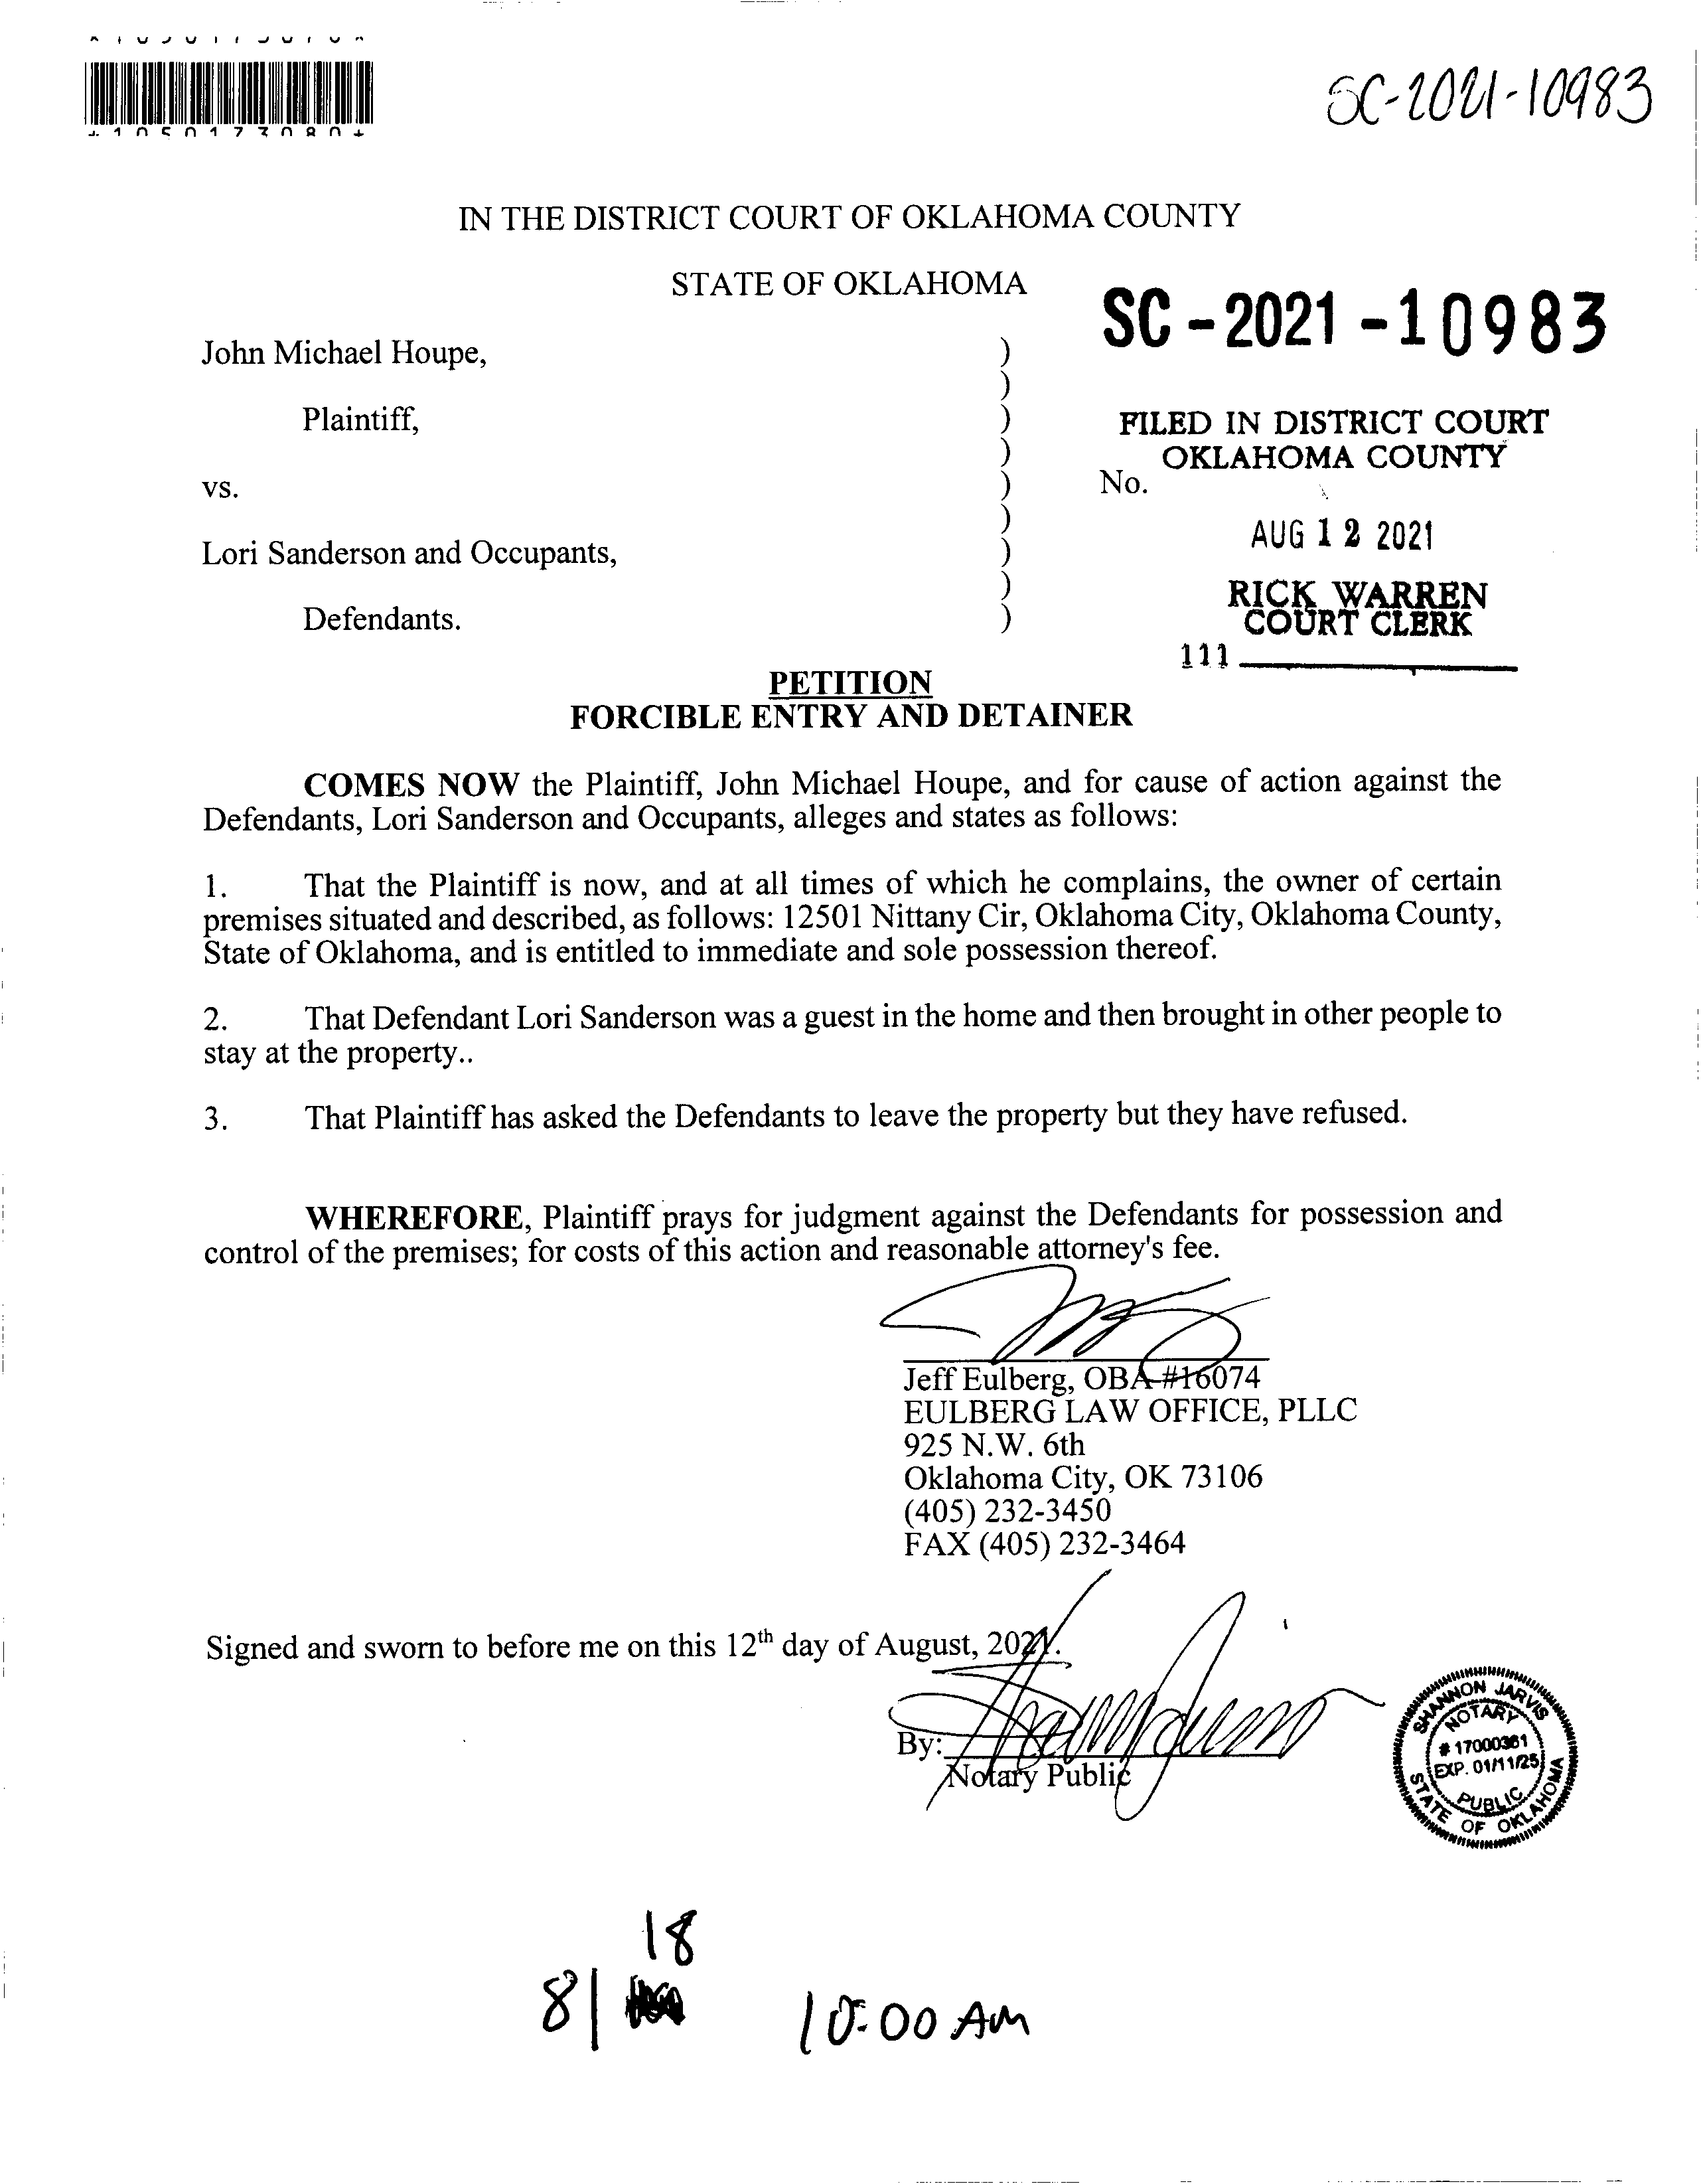 SC-2021-10983
IN THE DISTRICT COURT OF OKLAHOMA COUNTY
STATE OF OKLAHOMA
SC-2021-10983
John Michael Houpe,
Plaintiff,
vs.
Lori Sanderson and Occupants,
Defendants.
)
)
)
)
)
)
)
)
)
FILED IN DISTRICT COURT
OKLAHOMA COUNTY
No.
AUG 12 2021
RICK WARREN
COURT CLERK
111
PETITION
FORCIBLE ENTRY AND DETAINER
COMES NOW the Plaintiff, John Michael Houpe, and for cause of action against the
Defendants, Lori Sanderson and Occupants, alleges and states as follows:
1. That the Plaintiff is now, and at all times of which he complains, the owner of certain
premises situated and described, as follows: 12501 Nittany Cir, Oklahoma City, Oklahoma County,
State of Oklahoma, and is entitled to immediate and sole possession thereof.
2. That Defendant Lori Sanderson was a guest in the home and then brought in other people to
stay at the property..
3. That Plaintiff has asked the Defendants to leave the property but they have refused.
WHEREFORE, Plaintiff prays for judgment against the Defendants for possession and
control of the premises; for costs of this action and reasonable attorney's fee.
Jeff Eulberg, OBA #16074
EULBERG LAW OFFICE, PLLC
925 N.W. 6th
Oklahoma City, OK 73106
(405) 232-3450
FAX (405) 232-3464
Signed and sworn to before me on this 12th day of August, 2021.
By:
Notary Public
SHANNON JARVIS
NOTARY
# 17000361
EXP. 01/11/25
PUBLIC
STATE OF OKLAHOMA
18
8/
10:00 AM